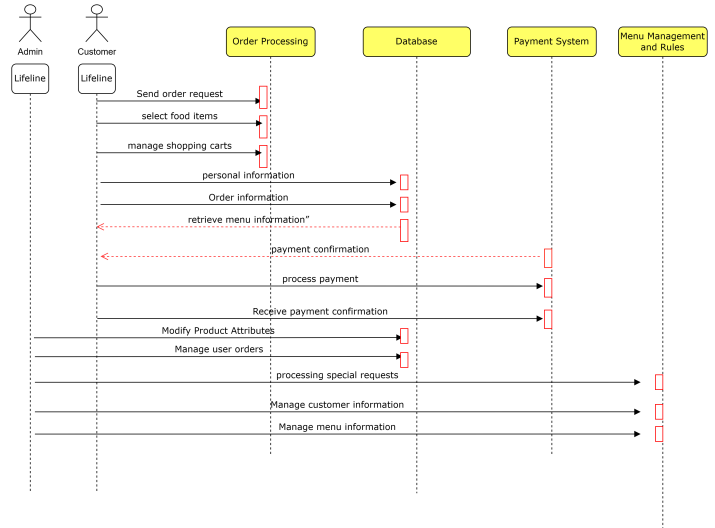 Admin
Customer
Order Processing
Database
Payment System
Menu Management
and Rules
Lifeline
Lifeline
Send order request
select food items
manage shopping carts
personal information
Order information
retrieve menu information”
payment confirmation
process payment
Receive payment confirmation
Modify Product Attributes
Manage user orders
processing special requests
Manage customer information
Manage menu information